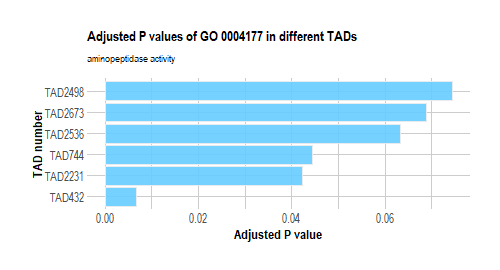 Adjusted P values of GO 0004177 in different TADs
aminopeptidase activity
TAD number
TAD2498
TAD2673
TAD2536
TAD744
TAD2231
TAD432
0.00 0.02 0.04 0.06
Adjusted P value